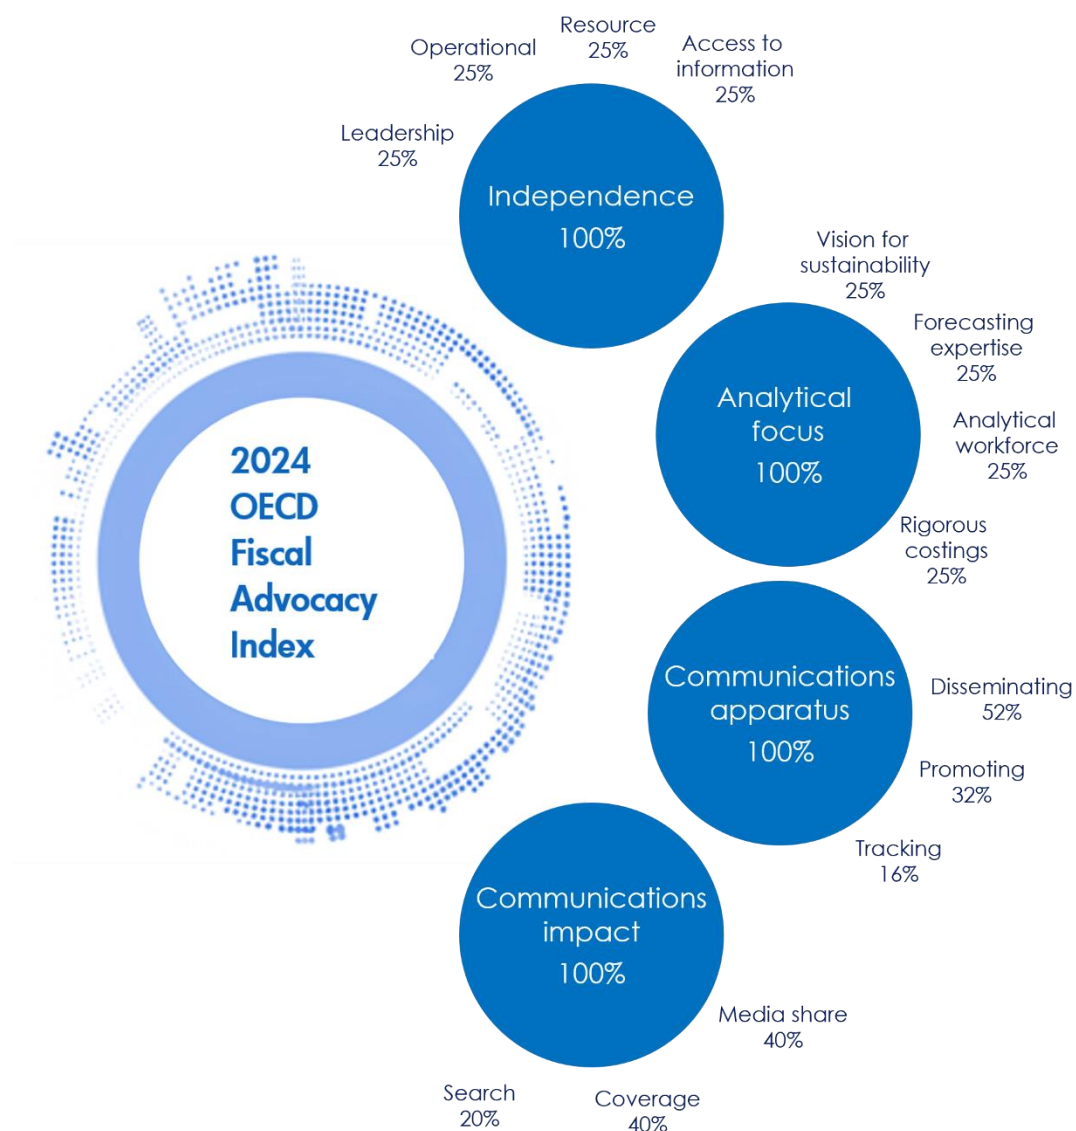 Resource
25%
Operational
25%
Access to
information
25%
Leadership
25%
Independence
100%
Vision for
sustainability
25%
Forecasting
expertise
25%
Analytical
workforce
25%
Rigorous
costings
25%
Analytical
focus
100%
2024
OECD
Fiscal
Advocacy
Index
Communications
apparatus
100%
Disseminating
52%
Promoting
32%
Tracking
16%
Communications
impact
100%
Media share
40%
Coverage
40%
Search
20%